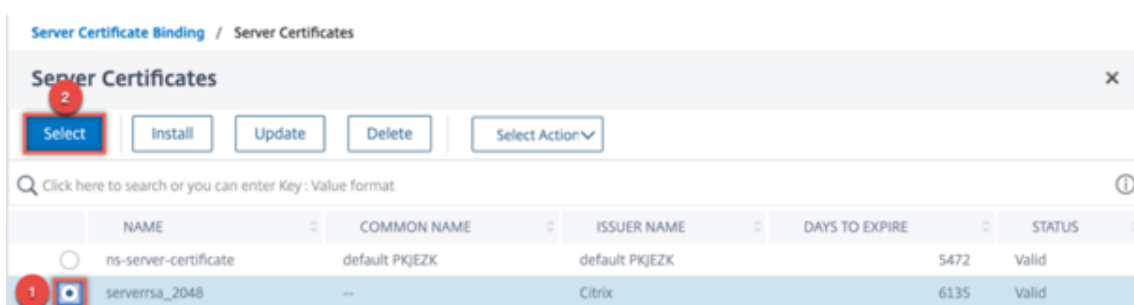 Server Certificate Binding / Server Certificates
Server Certificates
2
Select Install Update Delete Select Action
Click here to search or you can enter Key : Value format
NAME COMMON NAME ISSUER NAME DAYS TO EXPIRE STATUS
ns-server-certificate default PKJEZK default PKJEZK 5472 Valid
1 serverrsa_2048 -- Citrix 6135 Valid